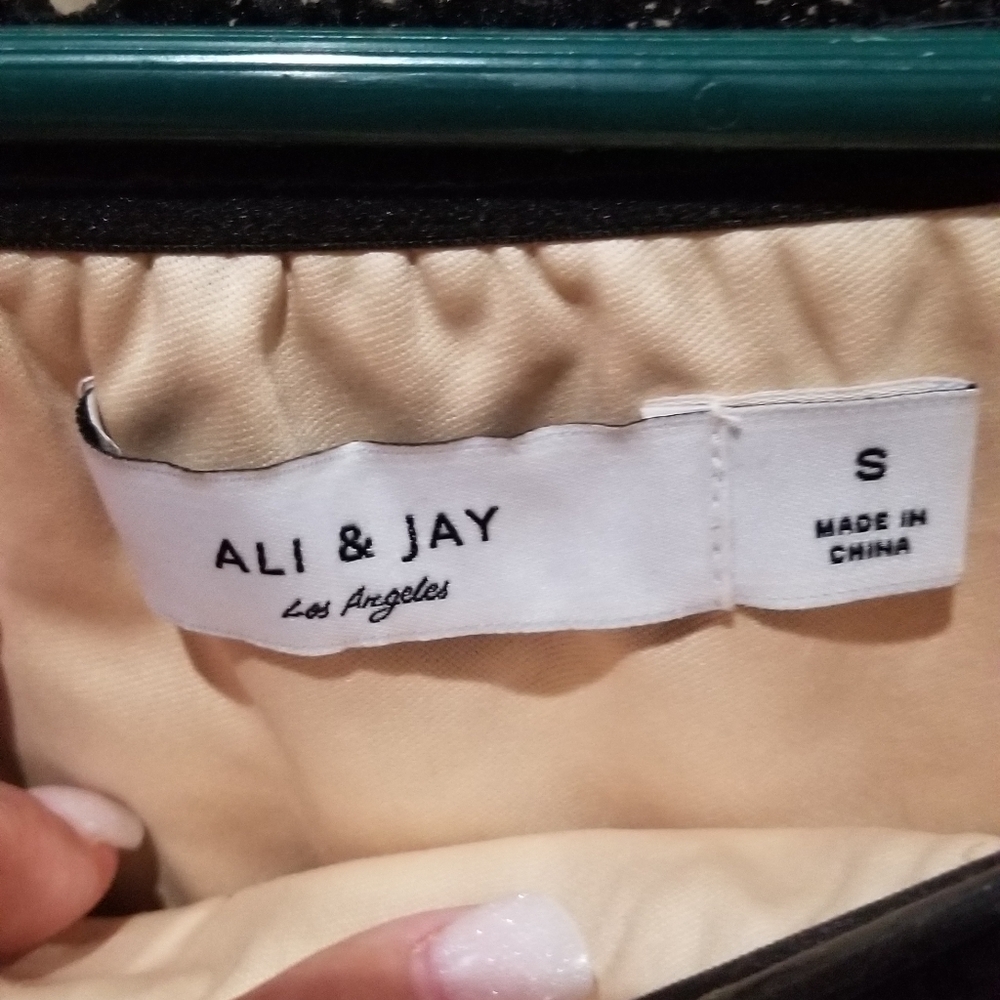 ALI & JAY
Los Angeles
S
MADE IN
CHINA